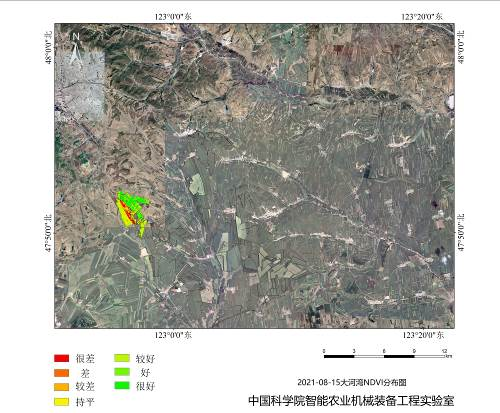 123°0′0″东 123°20′0″东
N
48°0′0″北 48°0′0″北
47°50′0″北 47°50′0″北
123°0′0″东 123°20′0″东
很差 较好
差 好
较差 很好
持平
0 3 6 9 12
km
2021-08-15大河湾NDVI分布图
中国科学院智能农业机械装备工程实验室